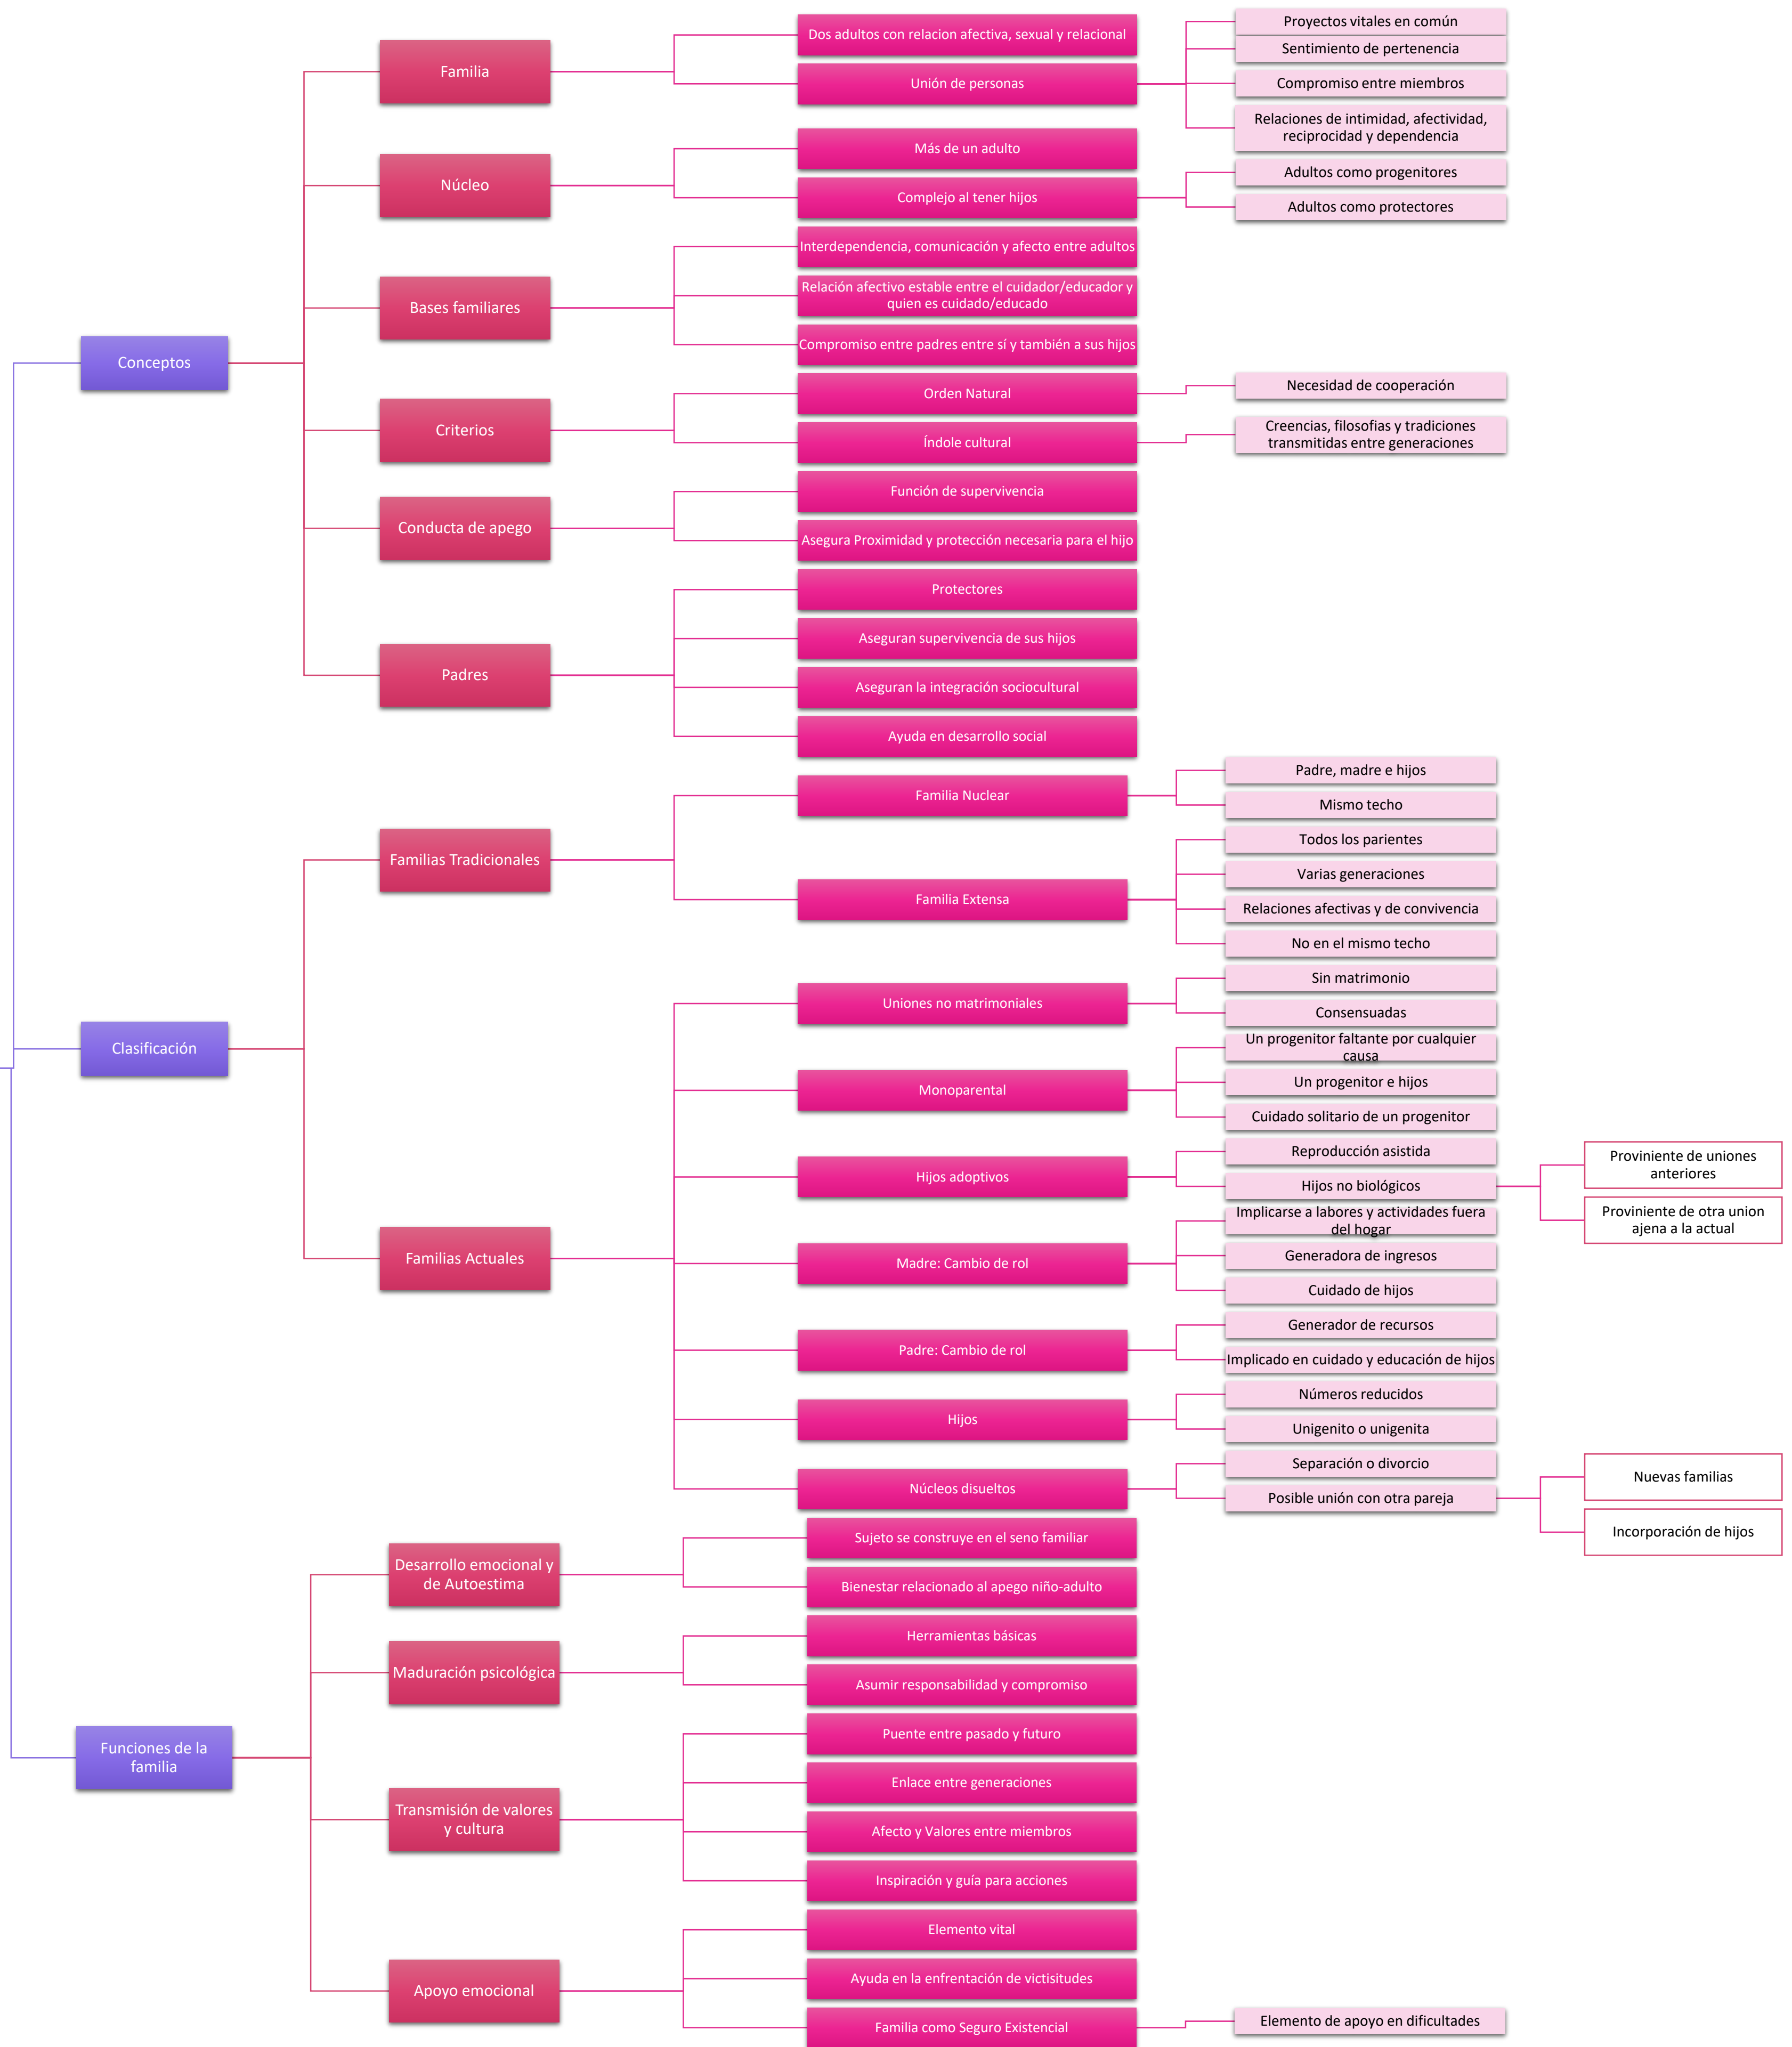 Conceptos
Familia
Dos adultos con relacion afectiva, sexual y relacional
Unión de personas
Proyectos vitales en común
Sentimiento de pertenencia
Compromiso entre miembros
Relaciones de intimidad, afectividad,
reciprocidad y dependencia
Núcleo
Más de un adulto
Complejo al tener hijos
Adultos como progenitores
Adultos como protectores
Bases familiares
Interdependencia, comunicación y afecto entre adultos
Relación afectivo estable entre el cuidador/educador y
quien es cuidado/educado
Compromiso entre padres entre sí y también a sus hijos
Criterios
Orden Natural
Necesidad de cooperación
Índole cultural
Creencias, filosofias y tradiciones
transmitidas entre generaciones
Conducta de apego
Función de supervivencia
Asegura Proximidad y protección necesaria para el hijo
Padres
Protectores
Aseguran supervivencia de sus hijos
Aseguran la integración sociocultural
Ayuda en desarrollo social
Clasificación
Familias Tradicionales
Familia Nuclear
Padre, madre e hijos
Mismo techo
Familia Extensa
Todos los parientes
Varias generaciones
Relaciones afectivas y de convivencia
No en el mismo techo
Familias Actuales
Uniones no matrimoniales
Sin matrimonio
Consensuadas
Monoparental
Un progenitor faltante por cualquier
causa
Un progenitor e hijos
Cuidado solitario de un progenitor
Hijos adoptivos
Reproducción asistida
Hijos no biológicos
Proviniente de uniones
anteriores
Proviniente de otra union
ajena a la actual
Madre: Cambio de rol
Implicarse a labores y actividades fuera
del hogar
Generadora de ingresos
Cuidado de hijos
Padre: Cambio de rol
Generador de recursos
Implicado en cuidado y educación de hijos
Hijos
Números reducidos
Unigenito o unigenita
Núcleos disueltos
Separación o divorcio
Posible unión con otra pareja
Nuevas familias
Incorporación de hijos
Funciones de la
familia
Desarrollo emocional y
de Autoestima
Sujeto se construye en el seno familiar
Bienestar relacionado al apego niño-adulto
Maduración psicológica
Herramientas básicas
Asumir responsabilidad y compromiso
Transmisión de valores
y cultura
Puente entre pasado y futuro
Enlace entre generaciones
Afecto y Valores entre miembros
Inspiración y guía para acciones
Apoyo emocional
Elemento vital
Ayuda en la enfrentación de victisitudes
Familia como Seguro Existencial
Elemento de apoyo en dificultades